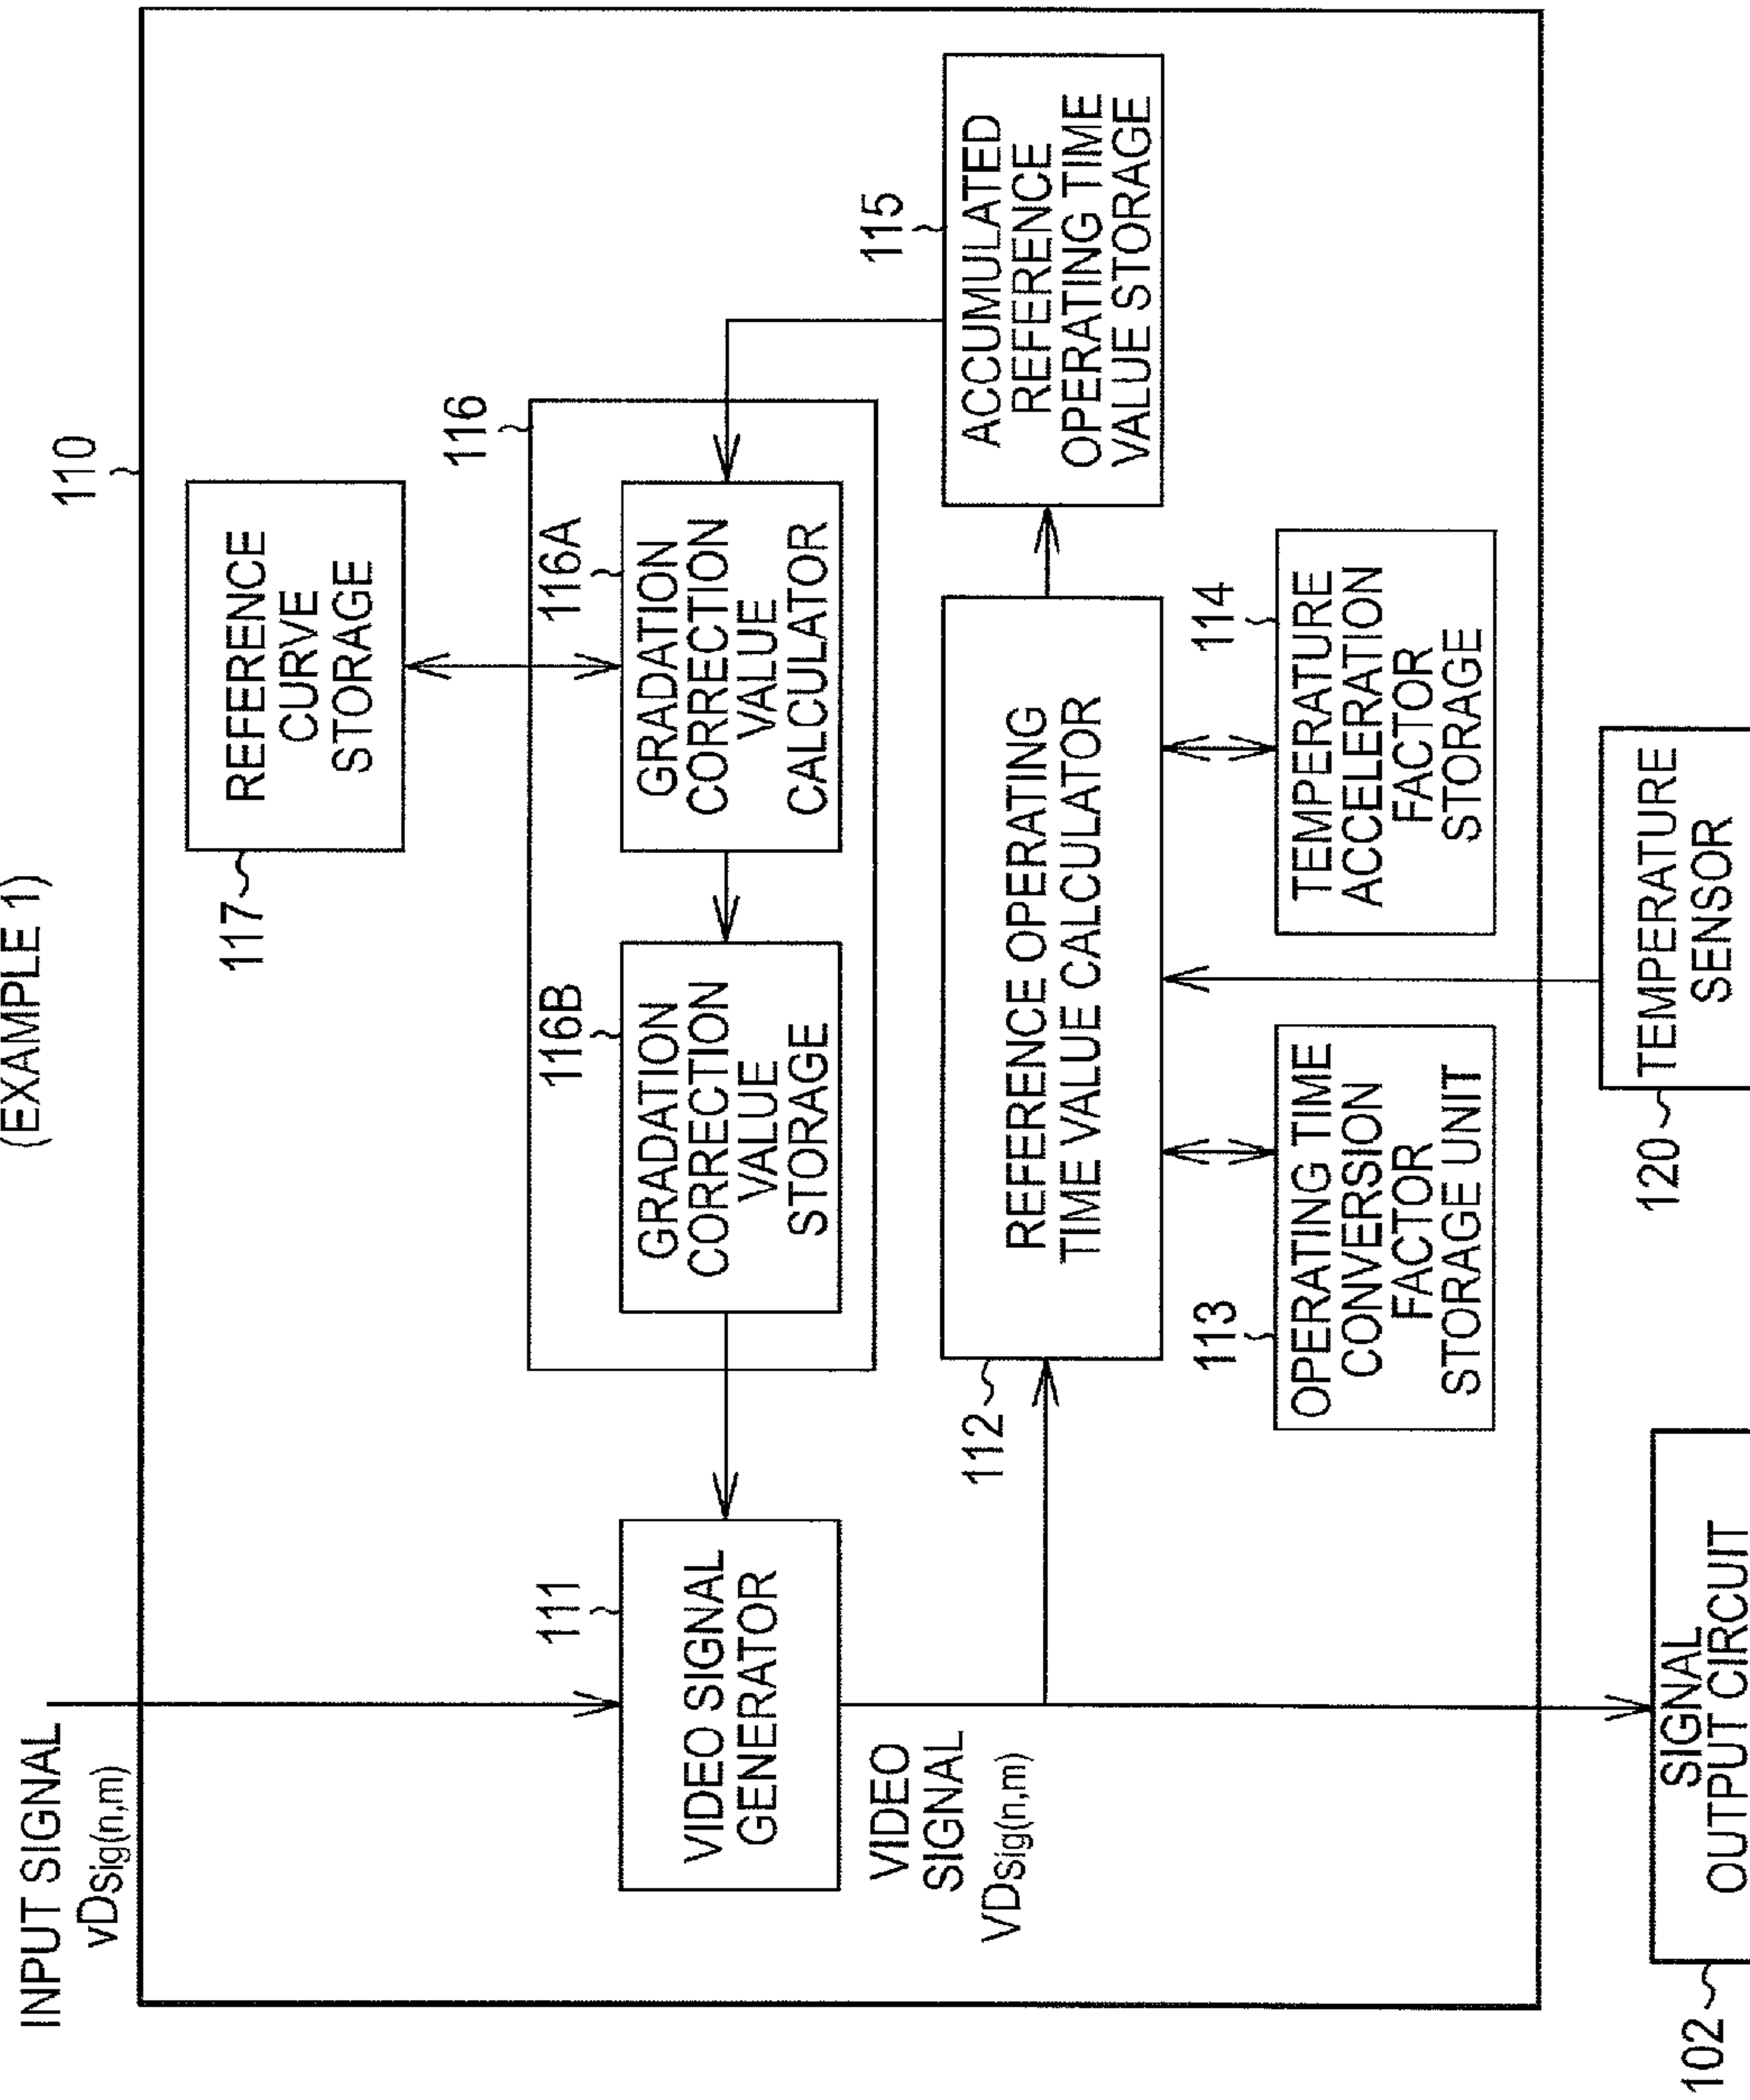 (EXAMPLE 1)
110
INPUT SIGNAL
vDSig(n,m)
117
REFERENCE
CURVE
STORAGE
116
111
VIDEO SIGNAL
GENERATOR
116B
GRADATION
CORRECTION
VALUE
STORAGE
116A
GRADATION
CORRECTION
VALUE
CALCULATOR
115
ACCUMULATED
REFERENCE
OPERATING TIME
VALUE STORAGE
VIDEO
SIGNAL
VDSig(n,m)
112
REFERENCE OPERATING
TIME VALUE CALCULATOR
113
OPERATING TIME
CONVERSION
FACTOR
STORAGE UNIT
114
TEMPERATURE
ACCELERATION
FACTOR
STORAGE
102
SIGNAL
OUTPUT CIRCUIT
120
TEMPERATURE
SENSOR